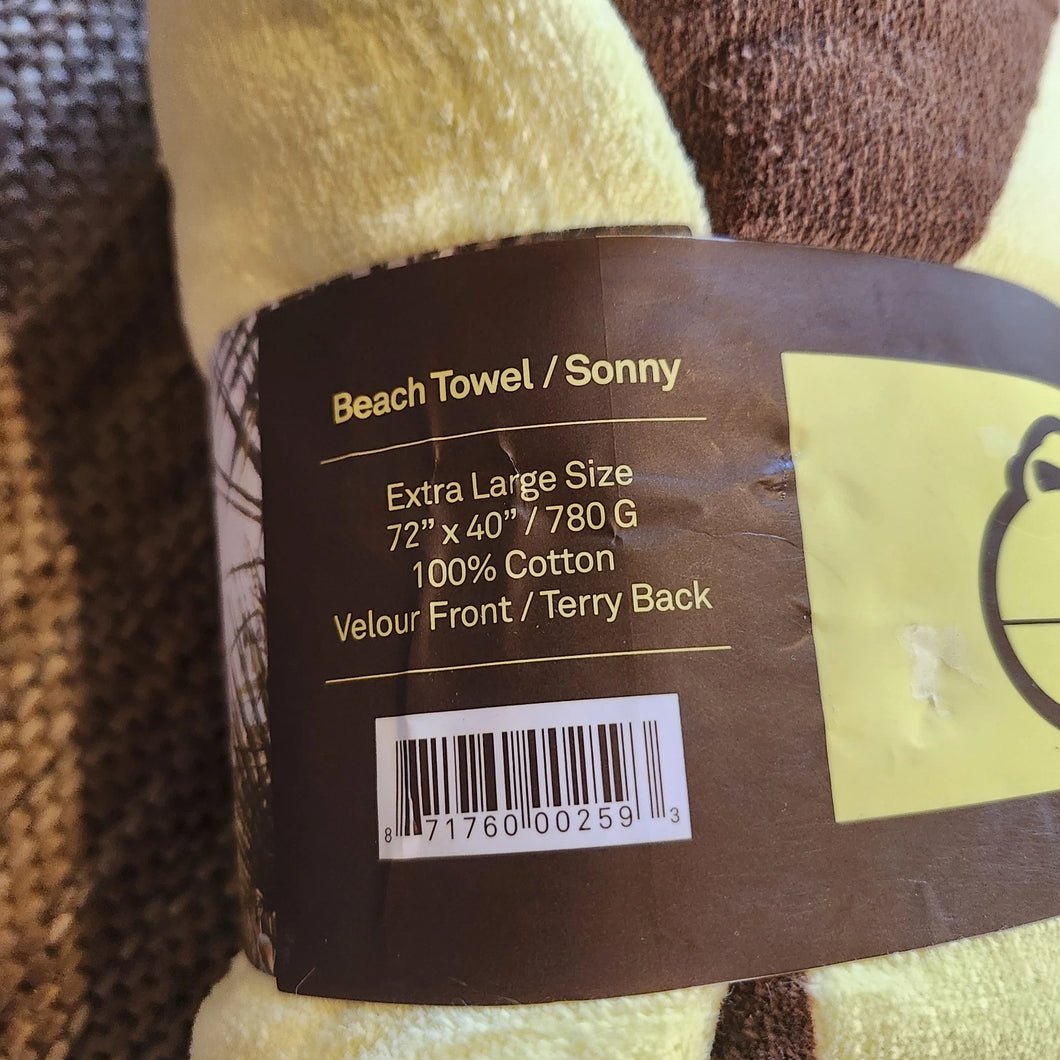 Beach Towel / Sonny
Extra Large Size
72” x 40” / 780 G
100% Cotton
Velour Front / Terry Back
8 71760 00259 3